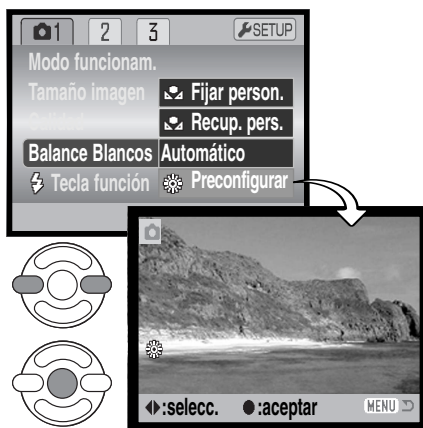 1 2 3 SETUP
Modo funcionam.
Tamaño imagen Fijar person.
Calidad Recup. pers.
Balance Blancos Automático
Tecla función Preconfigurar
:selecc. :aceptar MENU